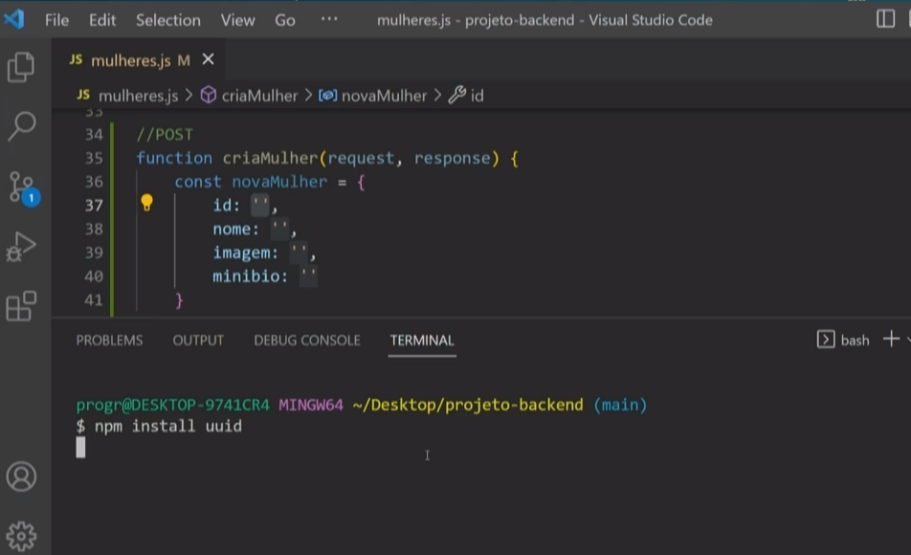 File Edit Selection View Go ··· mulheres.js - projeto-backend - Visual Studio Code
JS mulheres.js M ×
JS mulheres.js > criaMulher > novaMulher > id
33
34 //POST
35 function criaMulher(request, response) {
36 const novaMulher = {
37 id: '',
38 nome: '',
39 imagem: '',
40 minibio: ''
41 }
1
PROBLEMS OUTPUT DEBUG CONSOLE TERMINAL bash
progr@DESKTOP-9741CR4 MINGW64 ~/Desktop/projeto-backend (main)
$ npm install uuid